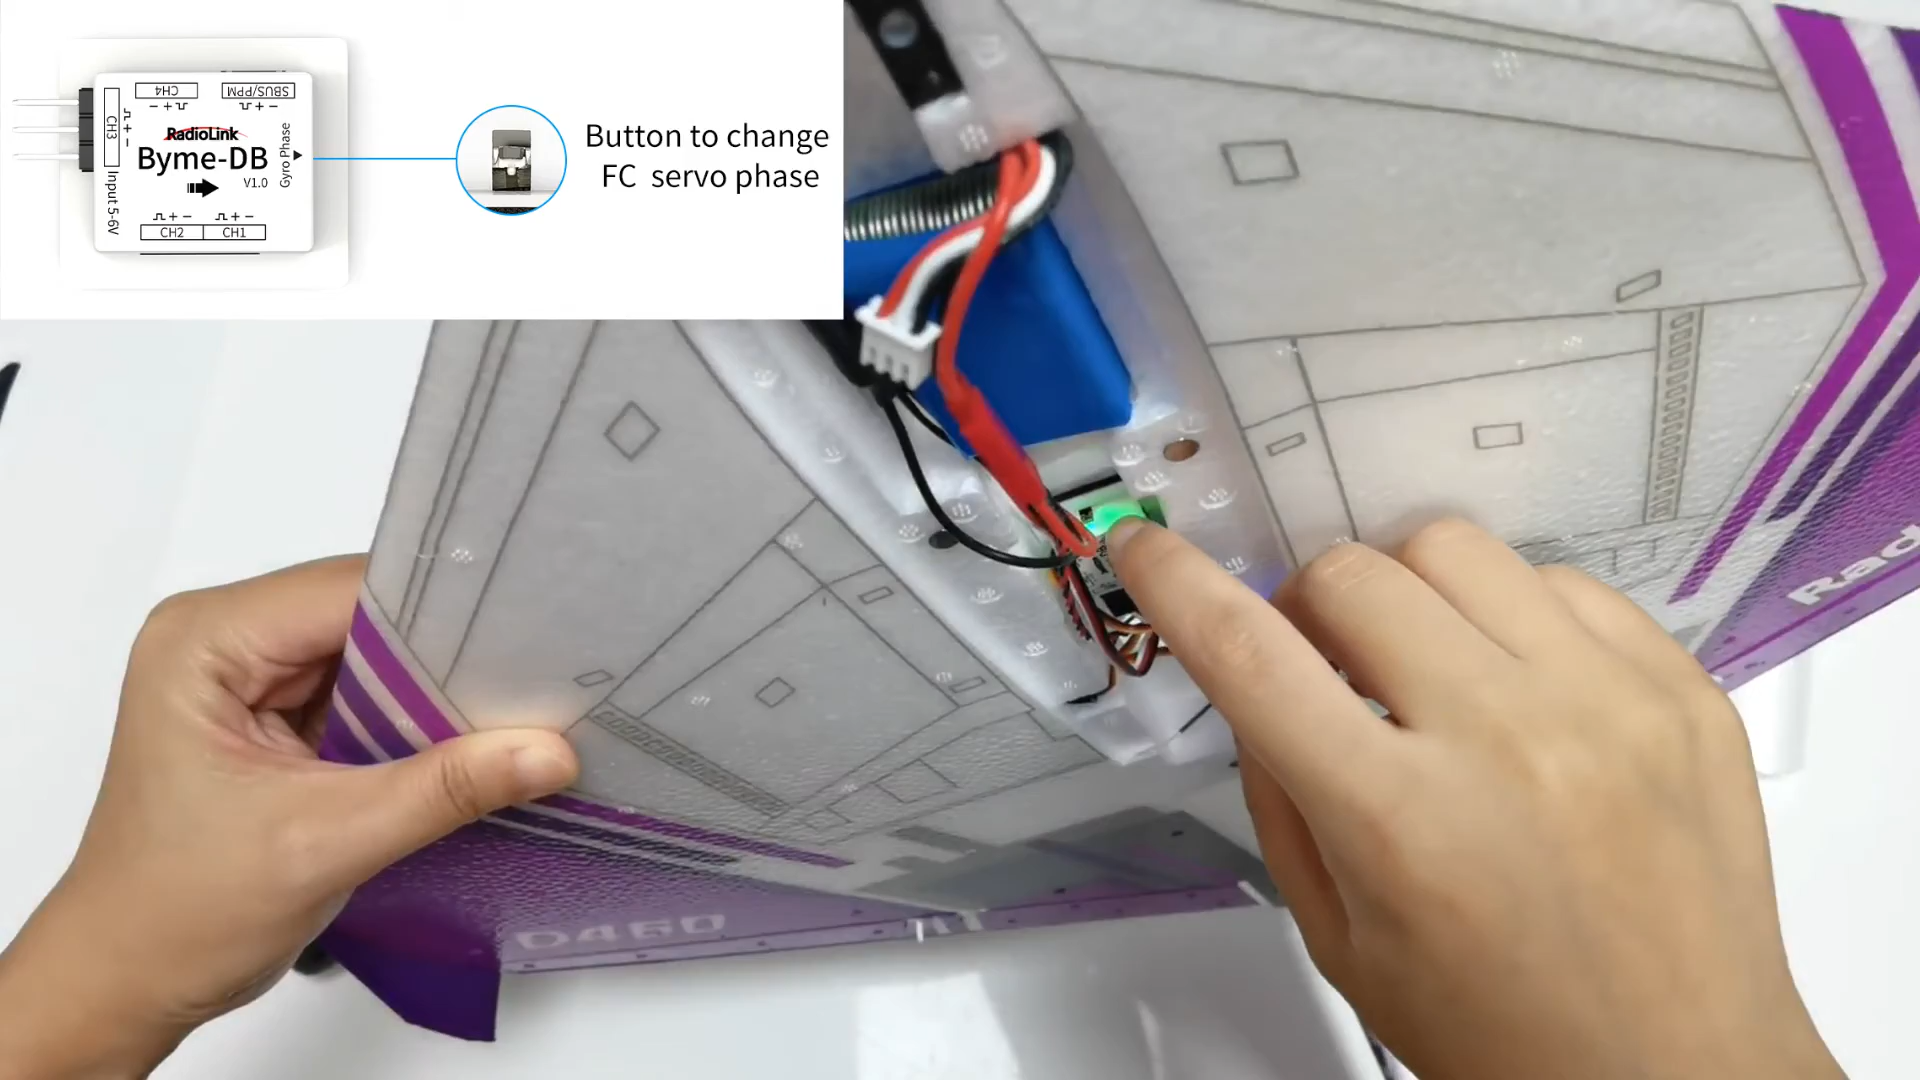 CH4
SBUS/PPM
CH3
Input 5-6V
RadioLink
Byme-DB
V1.0
Gyro Phase
CH2
CH1
Button to change
FC servo phase
Rad
D460